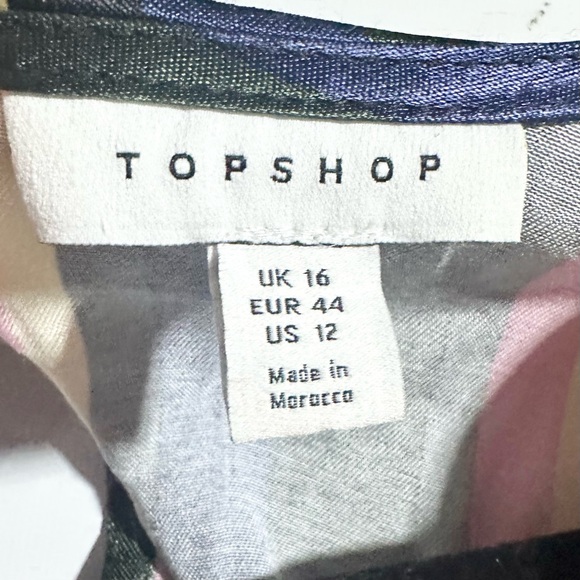 TOPSHOP
UK 16
EUR 44
US 12
Made in
Morocco